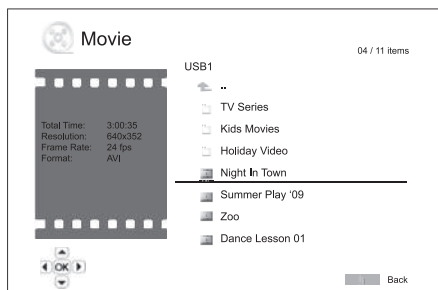 Movie
04 / 11 items
USB1
..
TV Series
Kids Movies
Holiday Video
Night In Town
Summer Play ‘09
Zoo
Dance Lesson 01
Total Time: 3:00:35
Resolution: 640x352
Frame Rate: 24 fps
Format: AVI
OK
Back